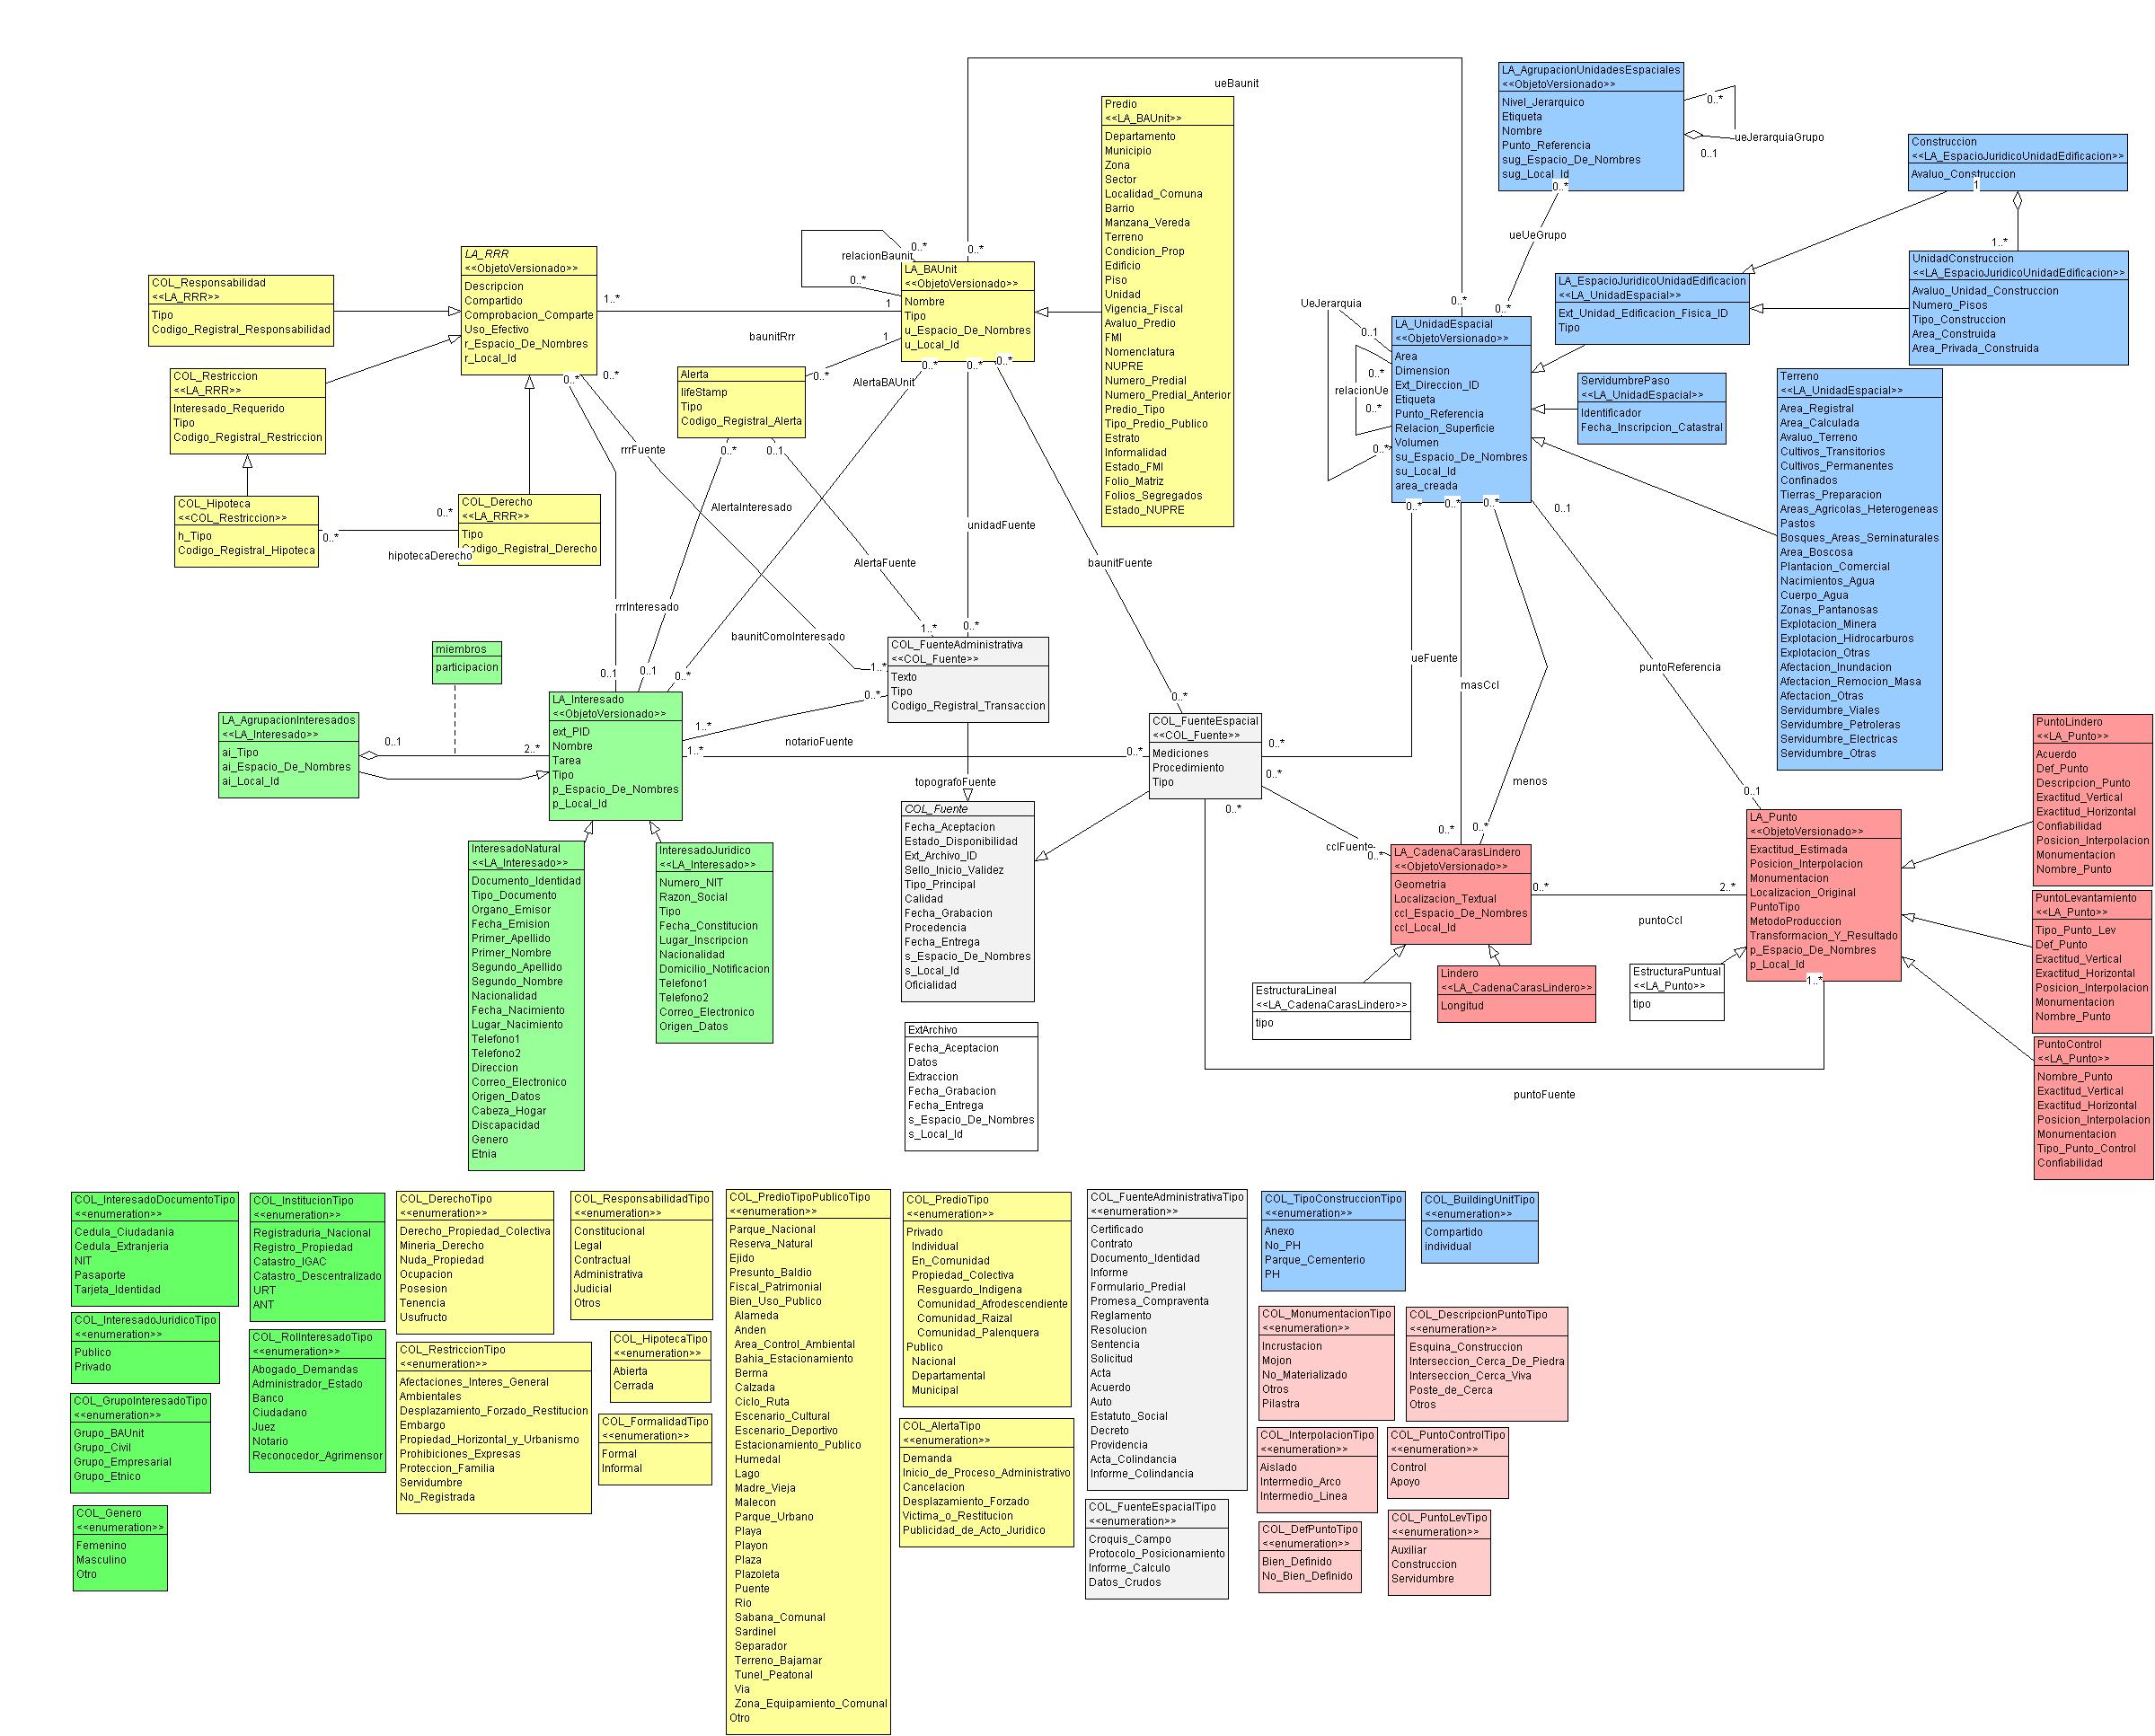 ueBaunit
LA_AgrupacionUnidadesEspaciales
<<ObjetoVersionado>>
Nivel_Jerarquico
Etiqueta
Nombre
Punto_Referencia
sug_Espacio_De_Nombres
sug_Local_Id
0..*
0..*
ueJerarquiaGrupo
0..1
Predio
<<LA_BAUnit>>
Departamento
Municipio
Zona
Sector
Localidad_Comuna
Barrio
Manzana_Vereda
Terreno
Condicion_Prop
Edificio
Piso
Unidad
Vigencia_Fiscal
Avaluo_Predio
FMI
Nomenclatura
NUPRE
Numero_Predial
Numero_Predial_Anterior
Predio_Tipo
Tipo_Predio_Publico
Estrato
Informalidad
Estado_FMI
Folio_Matriz
Folios_Segregados
Estado_NUPRE
Construccion
<<LA_EspacioJuridicoUnidadEdificacion>>
Avaluo_Construccion
1
1..*
UnidadConstruccion
<<LA_EspacioJuridicoUnidadEdificacion>>
Avaluo_Unidad_Construccion
Numero_Pisos
Tipo_Construccion
Area_Construida
Area_Privada_Construida
ueUeGrupo
0..*
0..*
LA_EspacioJuridicoUnidadEdificacion
<<LA_UnidadEspacial>>
Ext_Unidad_Edificacion_Fisica_ID
Tipo
LA_RRR
<<ObjetoVersionado>>
Descripcion
Compartido
Comprobacion_Comparte
Uso_Efectivo
r_Espacio_De_Nombres
r_Local_Id
0..*
0..*
1..*
1
baunitRrr
COL_Responsabilidad
<<LA_RRR>>
Tipo
Codigo_Registral_Responsabilidad
COL_Restriccion
<<LA_RRR>>
Interesado_Requerido
Tipo
Codigo_Registral_Restriccion
relacionBaunit
0..*
0..*
0..*
LA_BAUnit
<<ObjetoVersionado>>
Nombre
Tipo
u_Espacio_De_Nombres
u_Local_Id
1
0..*
0..*
0..*
0..*
AlertaBAUnit
Alerta
lifeStamp
Tipo
Codigo_Registral_Alerta
0..*
0..1
UeJerarquia
0..1
0..*
relacionUe
0..*
0..*
LA_UnidadEspacial
<<ObjetoVersionado>>
Area
Dimension
Ext_Direccion_ID
Etiqueta
Punto_Referencia
Relacion_Superficie
Volumen
su_Espacio_De_Nombres
su_Local_Id
area_creada
0..*
0..*
0..*
0..1
ServidumbrePaso
<<LA_UnidadEspacial>>
Identificador
Fecha_Inscripcion_Catastral
Terreno
<<LA_UnidadEspacial>>
Area_Registral
Area_Calculada
Avaluo_Terreno
Cultivos_Transitorios
Cultivos_Permanentes
Confinados
Tierras_Preparacion
Areas_Agricolas_Heterogeneas
Pastos
Bosques_Areas_Seminaturales
Area_Boscosa
Plantacion_Comercial
Nacimientos_Agua
Cuerpo_Agua
Zonas_Pantanosas
Explotacion_Minera
Explotacion_Hidrocarburos
Explotacion_Otras
Afectacion_Inundacion
Afectacion_Remocion_Masa
Afectacion_Otras
Servidumbre_Viales
Servidumbre_Petroleras
Servidumbre_Electricas
Servidumbre_Otras
COL_Hipoteca
<<COL_Restriccion>>
h_Tipo
Codigo_Registral_Hipoteca
0..*
0..*
hipotecaDerecho
COL_Derecho
<<LA_RRR>>
Tipo
Codigo_Registral_Derecho
rrrFuente
AlertaInteresado
AlertaFuente
unidadFuente
baunitFuente
rrrInteresado
baunitComoInteresado
ueFuente
masCcl
menos
puntoReferencia
miembros
participacion
0..1
0..1
0..*
1..*
0..*
1..*
0..*
COL_FuenteAdministrativa
<<COL_Fuente>>
Texto
Tipo
Codigo_Registral_Transaccion
LA_AgrupacionInteresados
<<LA_Interesado>>
ai_Tipo
ai_Espacio_De_Nombres
ai_Local_Id
0..1
2..*
LA_Interesado
<<ObjetoVersionado>>
ext_PID
Nombre
Tarea
Tipo
p_Espacio_De_Nombres
p_Local_Id
1..*
1..*
notarioFuente
0..*
topografoFuente
0..*
COL_FuenteEspacial
<<COL_Fuente>>
Mediciones
Procedimiento
Tipo
0..*
0..*
0..*
COL_Fuente
Fecha_Aceptacion
Estado_Disponibilidad
Ext_Archivo_ID
Sello_Inicio_Validez
Tipo_Principal
Calidad
Fecha_Grabacion
Procedencia
Fecha_Entrega
s_Espacio_De_Nombres
s_Local_Id
Oficialidad
InteresadoNatural
<<LA_Interesado>>
Documento_Identidad
Tipo_Documento
Organo_Emisor
Fecha_Emision
Primer_Apellido
Primer_Nombre
Segundo_Apellido
Segundo_Nombre
Nacionalidad
Fecha_Nacimiento
Lugar_Nacimiento
Telefono1
Telefono2
Direccion
Correo_Electronico
Origen_Datos
Cabeza_Hogar
Discapacidad
Genero
Etnia
InteresadoJuridico
<<LA_Interesado>>
Numero_NIT
Razon_Social
Tipo
Fecha_Constitucion
Lugar_Inscripcion
Nacionalidad
Domicilio_Notificacion
Telefono1
Telefono2
Correo_Electronico
Origen_Datos
ExtArchivo
Fecha_Aceptacion
Datos
Extraccion
Fecha_Grabacion
Fecha_Entrega
s_Espacio_De_Nombres
s_Local_Id
cclFuente
0..*
0..*
0..*
LA_CadenaCarasLindero
<<ObjetoVersionado>>
Geometria
Localizacion_Textual
ccl_Espacio_De_Nombres
ccl_Local_Id
0..*
2..*
puntoCcl
EstructuraLineal
<<LA_CadenaCarasLindero>>
tipo
Lindero
<<LA_CadenaCarasLindero>>
Longitud
EstructuraPuntual
<<LA_Punto>>
tipo
0..1
LA_Punto
<<ObjetoVersionado>>
Exactitud_Estimada
Posicion_Interpolacion
Monumentacion
Localizacion_Original
PuntoTipo
MetodoProduccion
Transformacion_Y_Resultado
p_Espacio_De_Nombres
p_Local_Id
1..*
puntoFuente
PuntoLindero
<<LA_Punto>>
Acuerdo
Def_Punto
Descripcion_Punto
Exactitud_Vertical
Exactitud_Horizontal
Confiabilidad
Posicion_Interpolacion
Monumentacion
Nombre_Punto
PuntoLevantamiento
<<LA_Punto>>
Tipo_Punto_Lev
Def_Punto
Exactitud_Vertical
Exactitud_Horizontal
Posicion_Interpolacion
Monumentacion
Nombre_Punto
PuntoControl
<<LA_Punto>>
Nombre_Punto
Exactitud_Vertical
Exactitud_Horizontal
Posicion_Interpolacion
Monumentacion
Tipo_Punto_Control
Confiabilidad
COL_InteresadoDocumentoTipo
<<enumeration>>
Cedula_Ciudadania
Cedula_Extranjeria
NIT
Pasaporte
Tarjeta_Identidad
COL_InteresadoJuridicoTipo
<<enumeration>>
Publico
Privado
COL_GrupoInteresadoTipo
<<enumeration>>
Grupo_BAUnit
Grupo_Civil
Grupo_Empresarial
Grupo_Etnico
COL_Genero
<<enumeration>>
Femenino
Masculino
Otro
COL_InstitucionTipo
<<enumeration>>
Registraduria_Nacional
Registro_Propiedad
Catastro_IGAC
Catastro_Descentralizado
URT
ANT
COL_RolInteresadoTipo
<<enumeration>>
Abogado_Demandas
Administrador_Estado
Banco
Ciudadano
Juez
Notario
Reconocedor_Agrimensor
COL_DerechoTipo
<<enumeration>>
Derecho_Propiedad_Colectiva
Mineria_Derecho
Nuda_Propiedad
Ocupacion
Posesion
Tenencia
Usufructo
COL_RestriccionTipo
<<enumeration>>
Afectaciones_Interes_General
Ambientales
Desplazamiento_Forzado_Restitucion
Embargo
Propiedad_Horizontal_y_Urbanismo
Prohibiciones_Expresas
Proteccion_Familia
Servidumbre
No_Registrada
COL_ResponsabilidadTipo
<<enumeration>>
Constitucional
Legal
Contractual
Administrativa
Judicial
Otros
COL_HipotecaTipo
<<enumeration>>
Abierta
Cerrada
COL_FormalidadTipo
<<enumeration>>
Formal
Informal
COL_PredioTipoPublicoTipo
<<enumeration>>
Parque_Nacional
Reserva_Natural
Ejido
Presunto_Baldio
Fiscal_Patrimonial
Bien_Uso_Publico
Alameda
Anden
Area_Control_Ambiental
Bahia_Estacionamiento
Berma
Calzada
Ciclo_Ruta
Escenario_Cultural
Escenario_Deportivo
Estacionamiento_Publico
Humedal
Lago
Madre_Vieja
Malecon
Parque_Urbano
Playa
Playon
Plaza
Plazoleta
Puente
Rio
Sabana_Comunal
Sardinel
Separador
Terreno_Bajamar
Tunel_Peatonal
Via
Zona_Equipamiento_Comunal
Otro
COL_PredioTipo
<<enumeration>>
Privado
Individual
En_Comunidad
Propiedad_Colectiva
Resguardo_Indigena
Comunidad_Afrodescendiente
Comunidad_Raizal
Comunidad_Palenquera
Publico
Nacional
Departamental
Municipal
COL_AlertaTipo
<<enumeration>>
Demanda
Inicio_de_Proceso_Administrativo
Cancelacion
Desplazamiento_Forzado
Victima_o_Restitucion
Publicidad_de_Acto_Juridico
COL_FuenteAdministrativaTipo
<<enumeration>>
Certificado
Contrato
Documento_Identidad
Informe
Formulario_Predial
Promesa_Compraventa
Reglamento
Resolucion
Sentencia
Solicitud
Acta
Acuerdo
Auto
Estatuto_Social
Decreto
Providencia
Acta_Colindancia
Informe_Colindancia
COL_FuenteEspacialTipo
<<enumeration>>
Croquis_Campo
Protocolo_Posicionamiento
Informe_Calculo
Datos_Crudos
COL_TipoConstruccionTipo
<<enumeration>>
Anexo
No_PH
Parque_Cementerio
PH
COL_BuildingUnitTipo
<<enumeration>>
Compartido
individual
COL_MonumentacionTipo
<<enumeration>>
Incrustacion
Mojon
No_Materializado
Otros
Pilastra
COL_DescripcionPuntoTipo
<<enumeration>>
Esquina_Construccion
Interseccion_Cerca_De_Piedra
Interseccion_Cerca_Viva
Poste_de_Cerca
Otros
COL_InterpolacionTipo
<<enumeration>>
Aislado
Intermedio_Arco
Intermedio_Linea
COL_PuntoControlTipo
<<enumeration>>
Control
Apoyo
COL_DefPuntoTipo
<<enumeration>>
Bien_Definido
No_Bien_Definido
COL_PuntoLevTipo
<<enumeration>>
Auxiliar
Construccion
Servidumbre